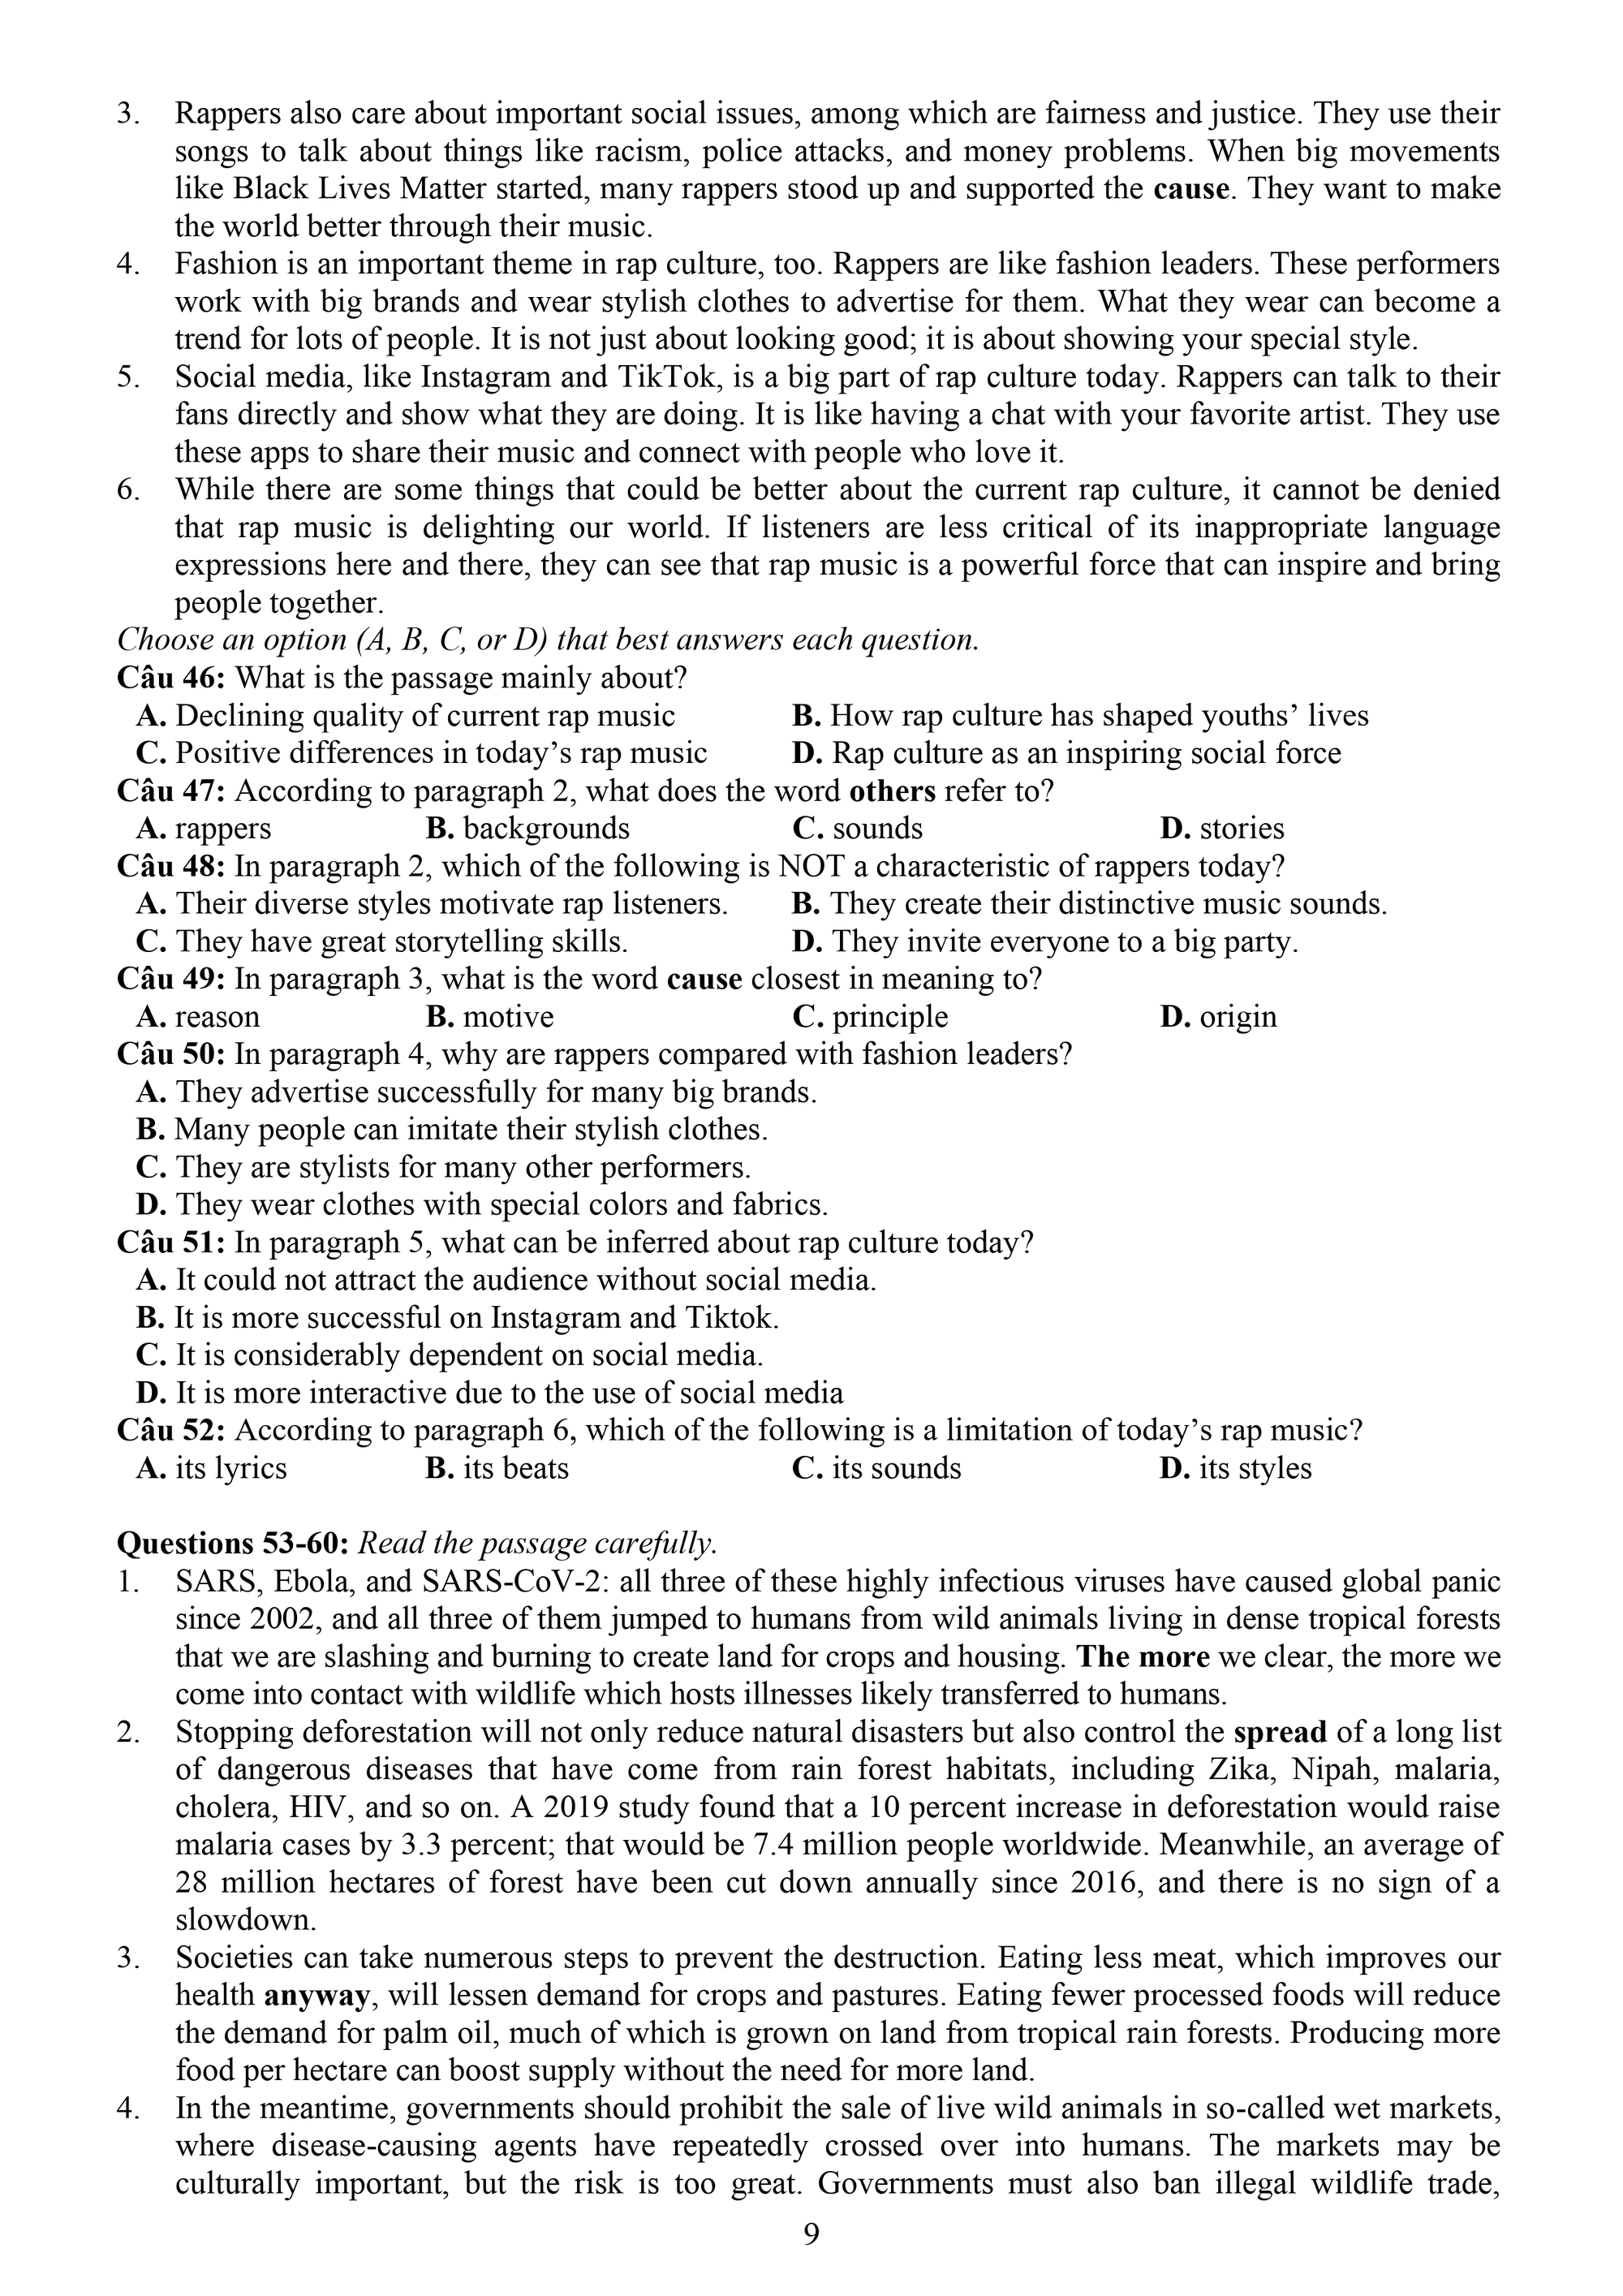 3. Rappers also care about important social issues, among which are fairness and justice. They use their
songs to talk about things like racism, police attacks, and money problems. When big movements
like Black Lives Matter started, many rappers stood up and supported the cause. They want to make
the world better through their music.
4. Fashion is an important theme in rap culture, too. Rappers are like fashion leaders. These performers
work with big brands and wear stylish clothes to advertise for them. What they wear can become a
trend for lots of people. It is not just about looking good; it is about showing your special style.
5. Social media, like Instagram and TikTok, is a big part of rap culture today. Rappers can talk to their
fans directly and show what they are doing. It is like having a chat with your favorite artist. They use
these apps to share their music and connect with people who love it.
6. While there are some things that could be better about the current rap culture, it cannot be denied
that rap music is delighting our world. If listeners are less critical of its inappropriate language
expressions here and there, they can see that rap music is a powerful force that can inspire and bring
people together.
Choose an option (A, B, C, or D) that best answers each question.
Câu 46: What is the passage mainly about?
A. Declining quality of current rap music B. How rap culture has shaped youths’ lives
C. Positive differences in today’s rap music D. Rap culture as an inspiring social force
Câu 47: According to paragraph 2, what does the word others refer to?
A. rappers B. backgrounds C. sounds D. stories
Câu 48: In paragraph 2, which of the following is NOT a characteristic of rappers today?
A. Their diverse styles motivate rap listeners. B. They create their distinctive music sounds.
C. They have great storytelling skills. D. They invite everyone to a big party.
Câu 49: In paragraph 3, what is the word cause closest in meaning to?
A. reason B. motive C. principle D. origin
Câu 50: In paragraph 4, why are rappers compared with fashion leaders?
A. They advertise successfully for many big brands.
B. Many people can imitate their stylish clothes.
C. They are stylists for many other performers.
D. They wear clothes with special colors and fabrics.
Câu 51: In paragraph 5, what can be inferred about rap culture today?
A. It could not attract the audience without social media.
B. It is more successful on Instagram and Tiktok.
C. It is considerably dependent on social media.
D. It is more interactive due to the use of social media
Câu 52: According to paragraph 6, which of the following is a limitation of today’s rap music?
A. its lyrics B. its beats C. its sounds D. its styles
Questions 53-60: Read the passage carefully.
1. SARS, Ebola, and SARS-CoV-2: all three of these highly infectious viruses have caused global panic
since 2002, and all three of them jumped to humans from wild animals living in dense tropical forests
that we are slashing and burning to create land for crops and housing. The more we clear, the more we
come into contact with wildlife which hosts illnesses likely transferred to humans.
2. Stopping deforestation will not only reduce natural disasters but also control the spread of a long list
of dangerous diseases that have come from rain forest habitats, including Zika, Nipah, malaria,
cholera, HIV, and so on. A 2019 study found that a 10 percent increase in deforestation would raise
malaria cases by 3.3 percent; that would be 7.4 million people worldwide. Meanwhile, an average of
28 million hectares of forest have been cut down annually since 2016, and there is no sign of a
slowdown.
3. Societies can take numerous steps to prevent the destruction. Eating less meat, which improves our
health anyway, will lessen demand for crops and pastures. Eating fewer processed foods will reduce
the demand for palm oil, much of which is grown on land from tropical rain forests. Producing more
food per hectare can boost supply without the need for more land.
4. In the meantime, governments should prohibit the sale of live wild animals in so-called wet markets,
where disease-causing agents have repeatedly crossed over into humans. The markets may be
culturally important, but the risk is too great. Governments must also ban illegal wildlife trade,
9